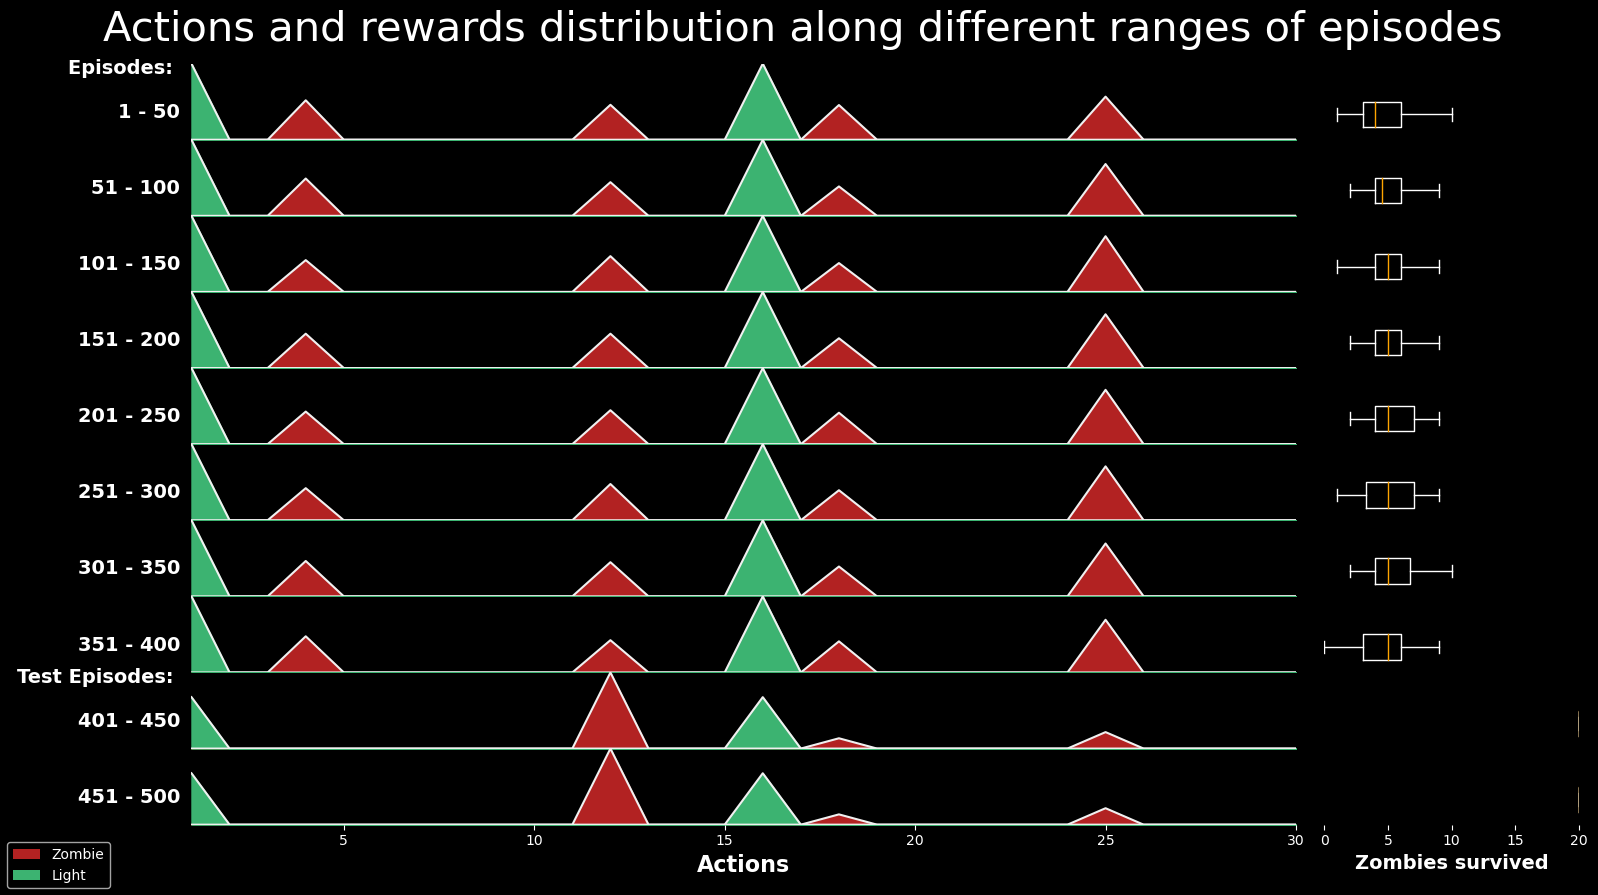 Actions and rewards distribution along different ranges of episodes
Episodes:
1 - 50
51 - 100
101 - 150
151 - 200
201 - 250
251 - 300
301 - 350
351 - 400
Test Episodes:
401 - 450
451 - 500
5 10 15 20 25 30
0 5 10 15 20
Actions
Zombies survived
Zombie
Light